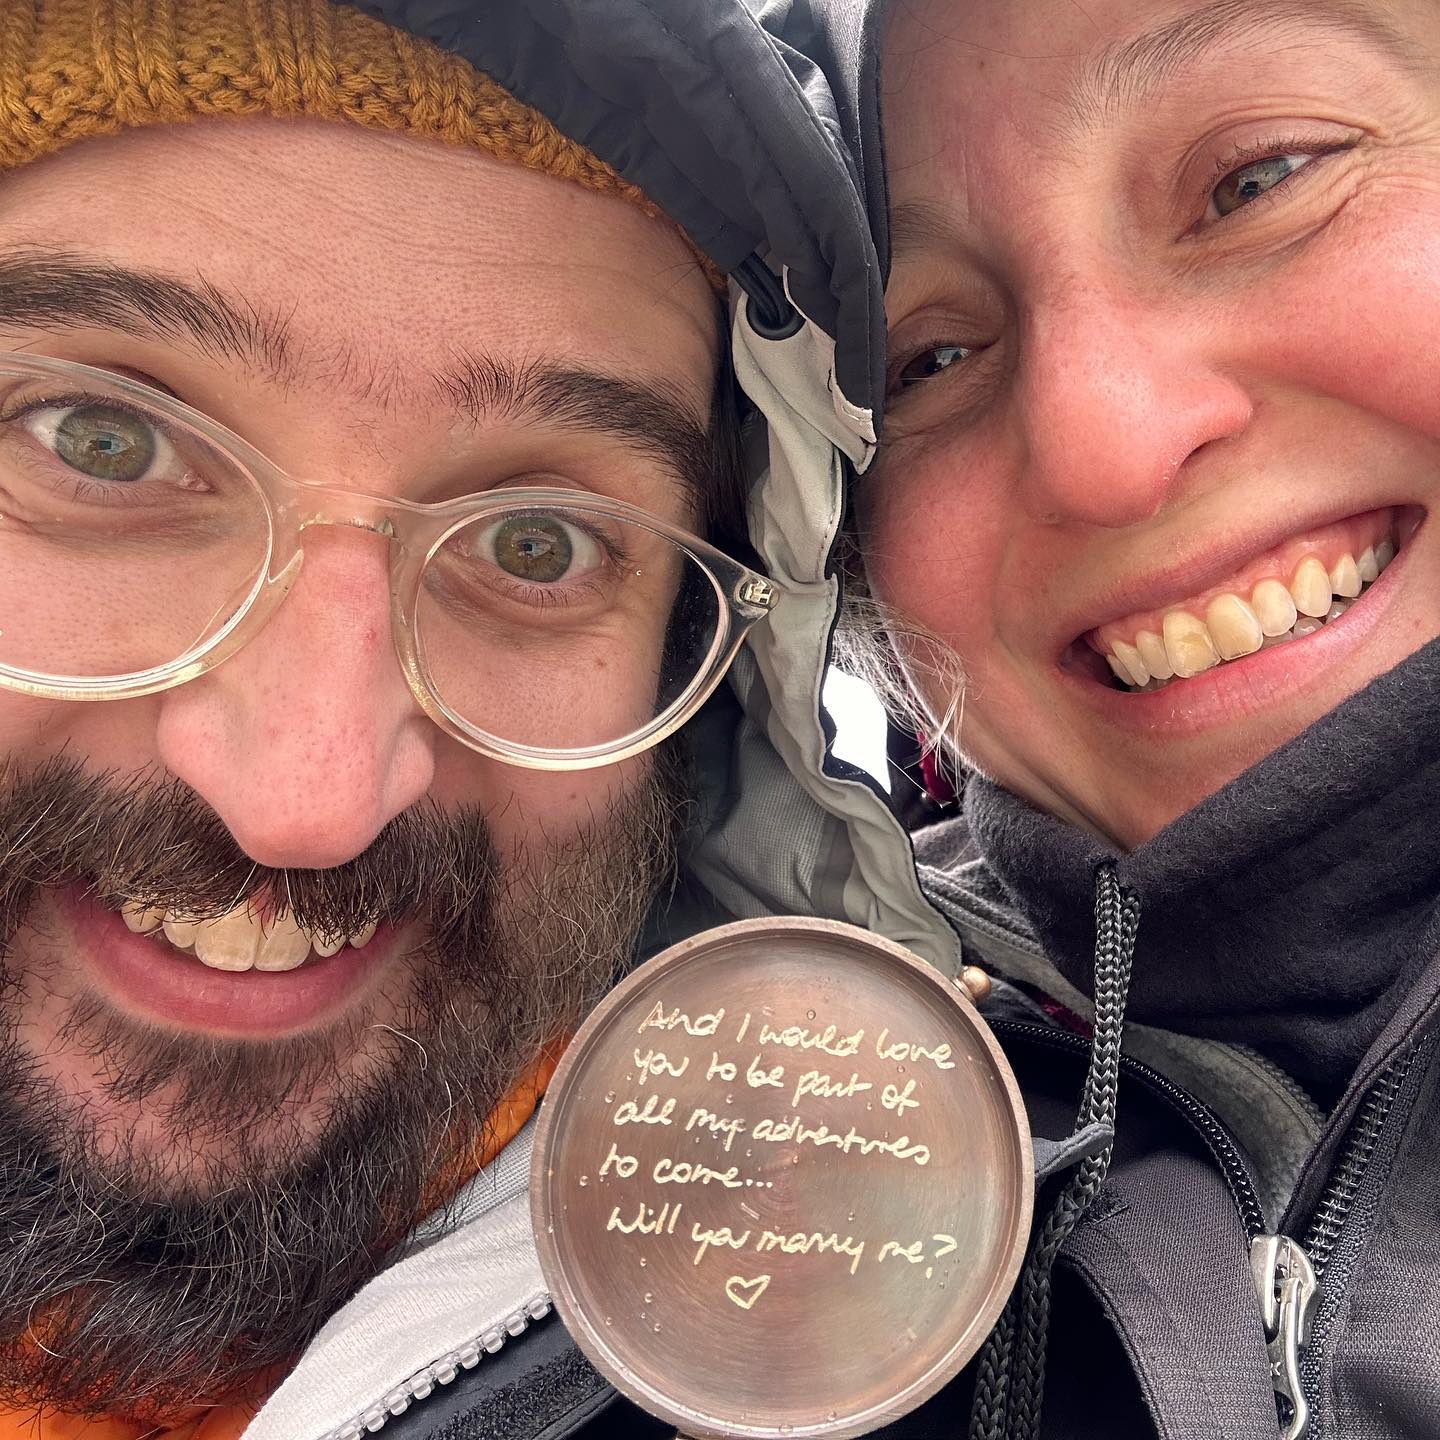 And I would love
you to be part of
all my adventures
to come...
Will you marry me?
♡